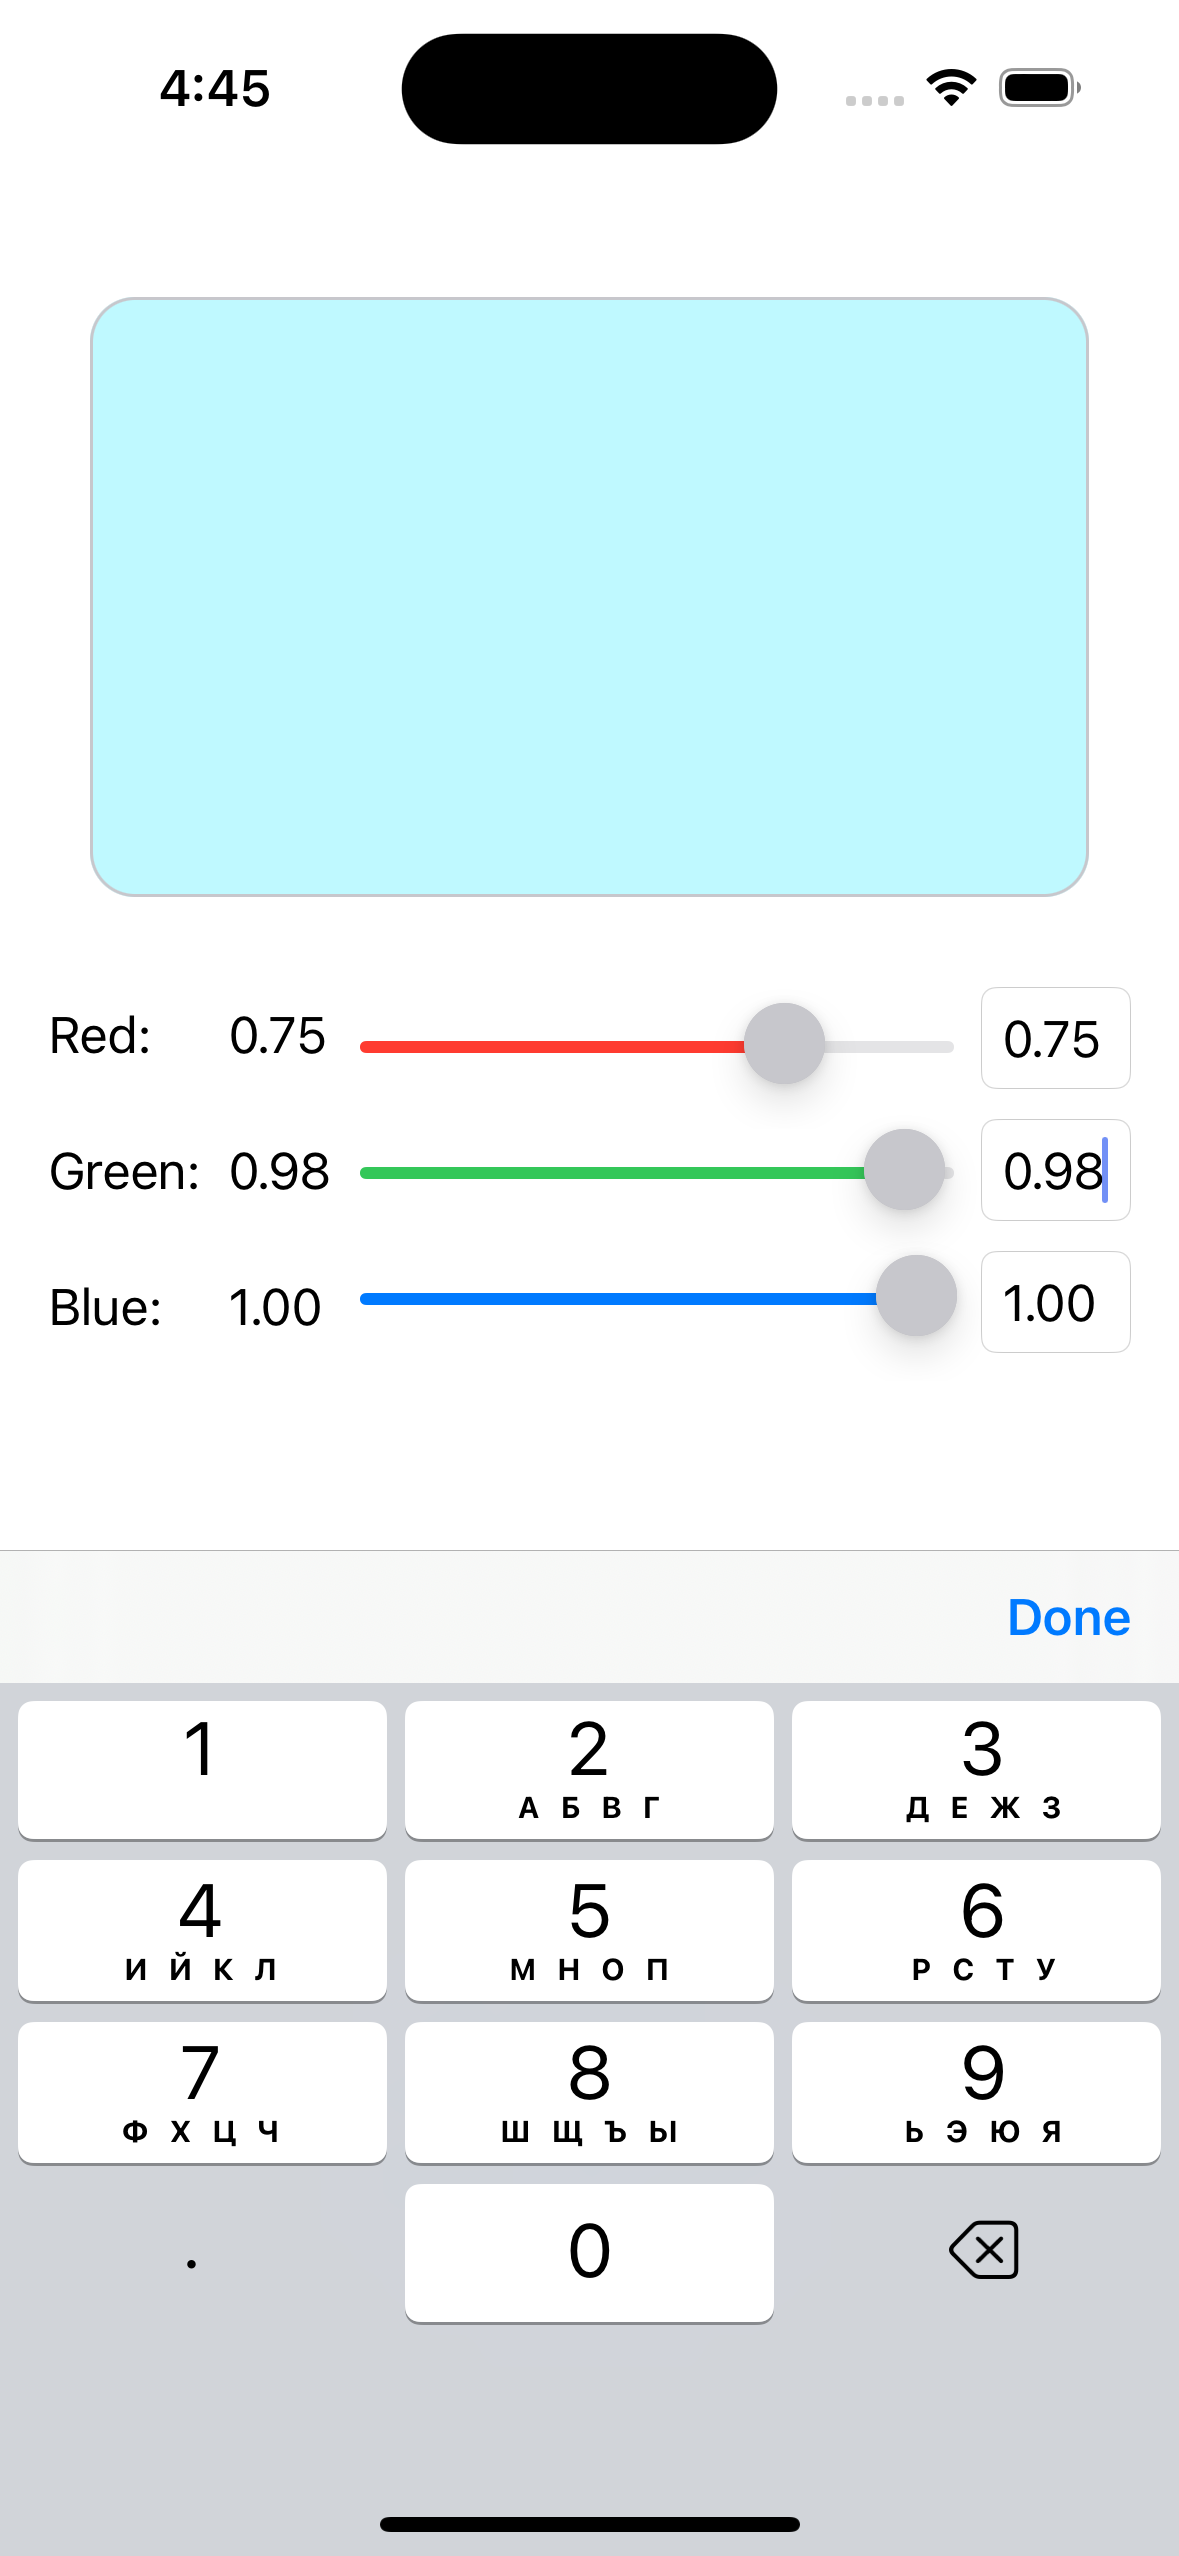 4:45
Red: 0.75 0.75
Green: 0.98 0.98
Blue: 1.00 1.00
Done
1 2 3
А Б В Г Д Е Ж З
4 5 6
И Й К Л М Н О П Р С Т У
7 8 9
Ф Х Ц Ч Ш Щ Ъ Ы Ь Э Ю Я
. 0